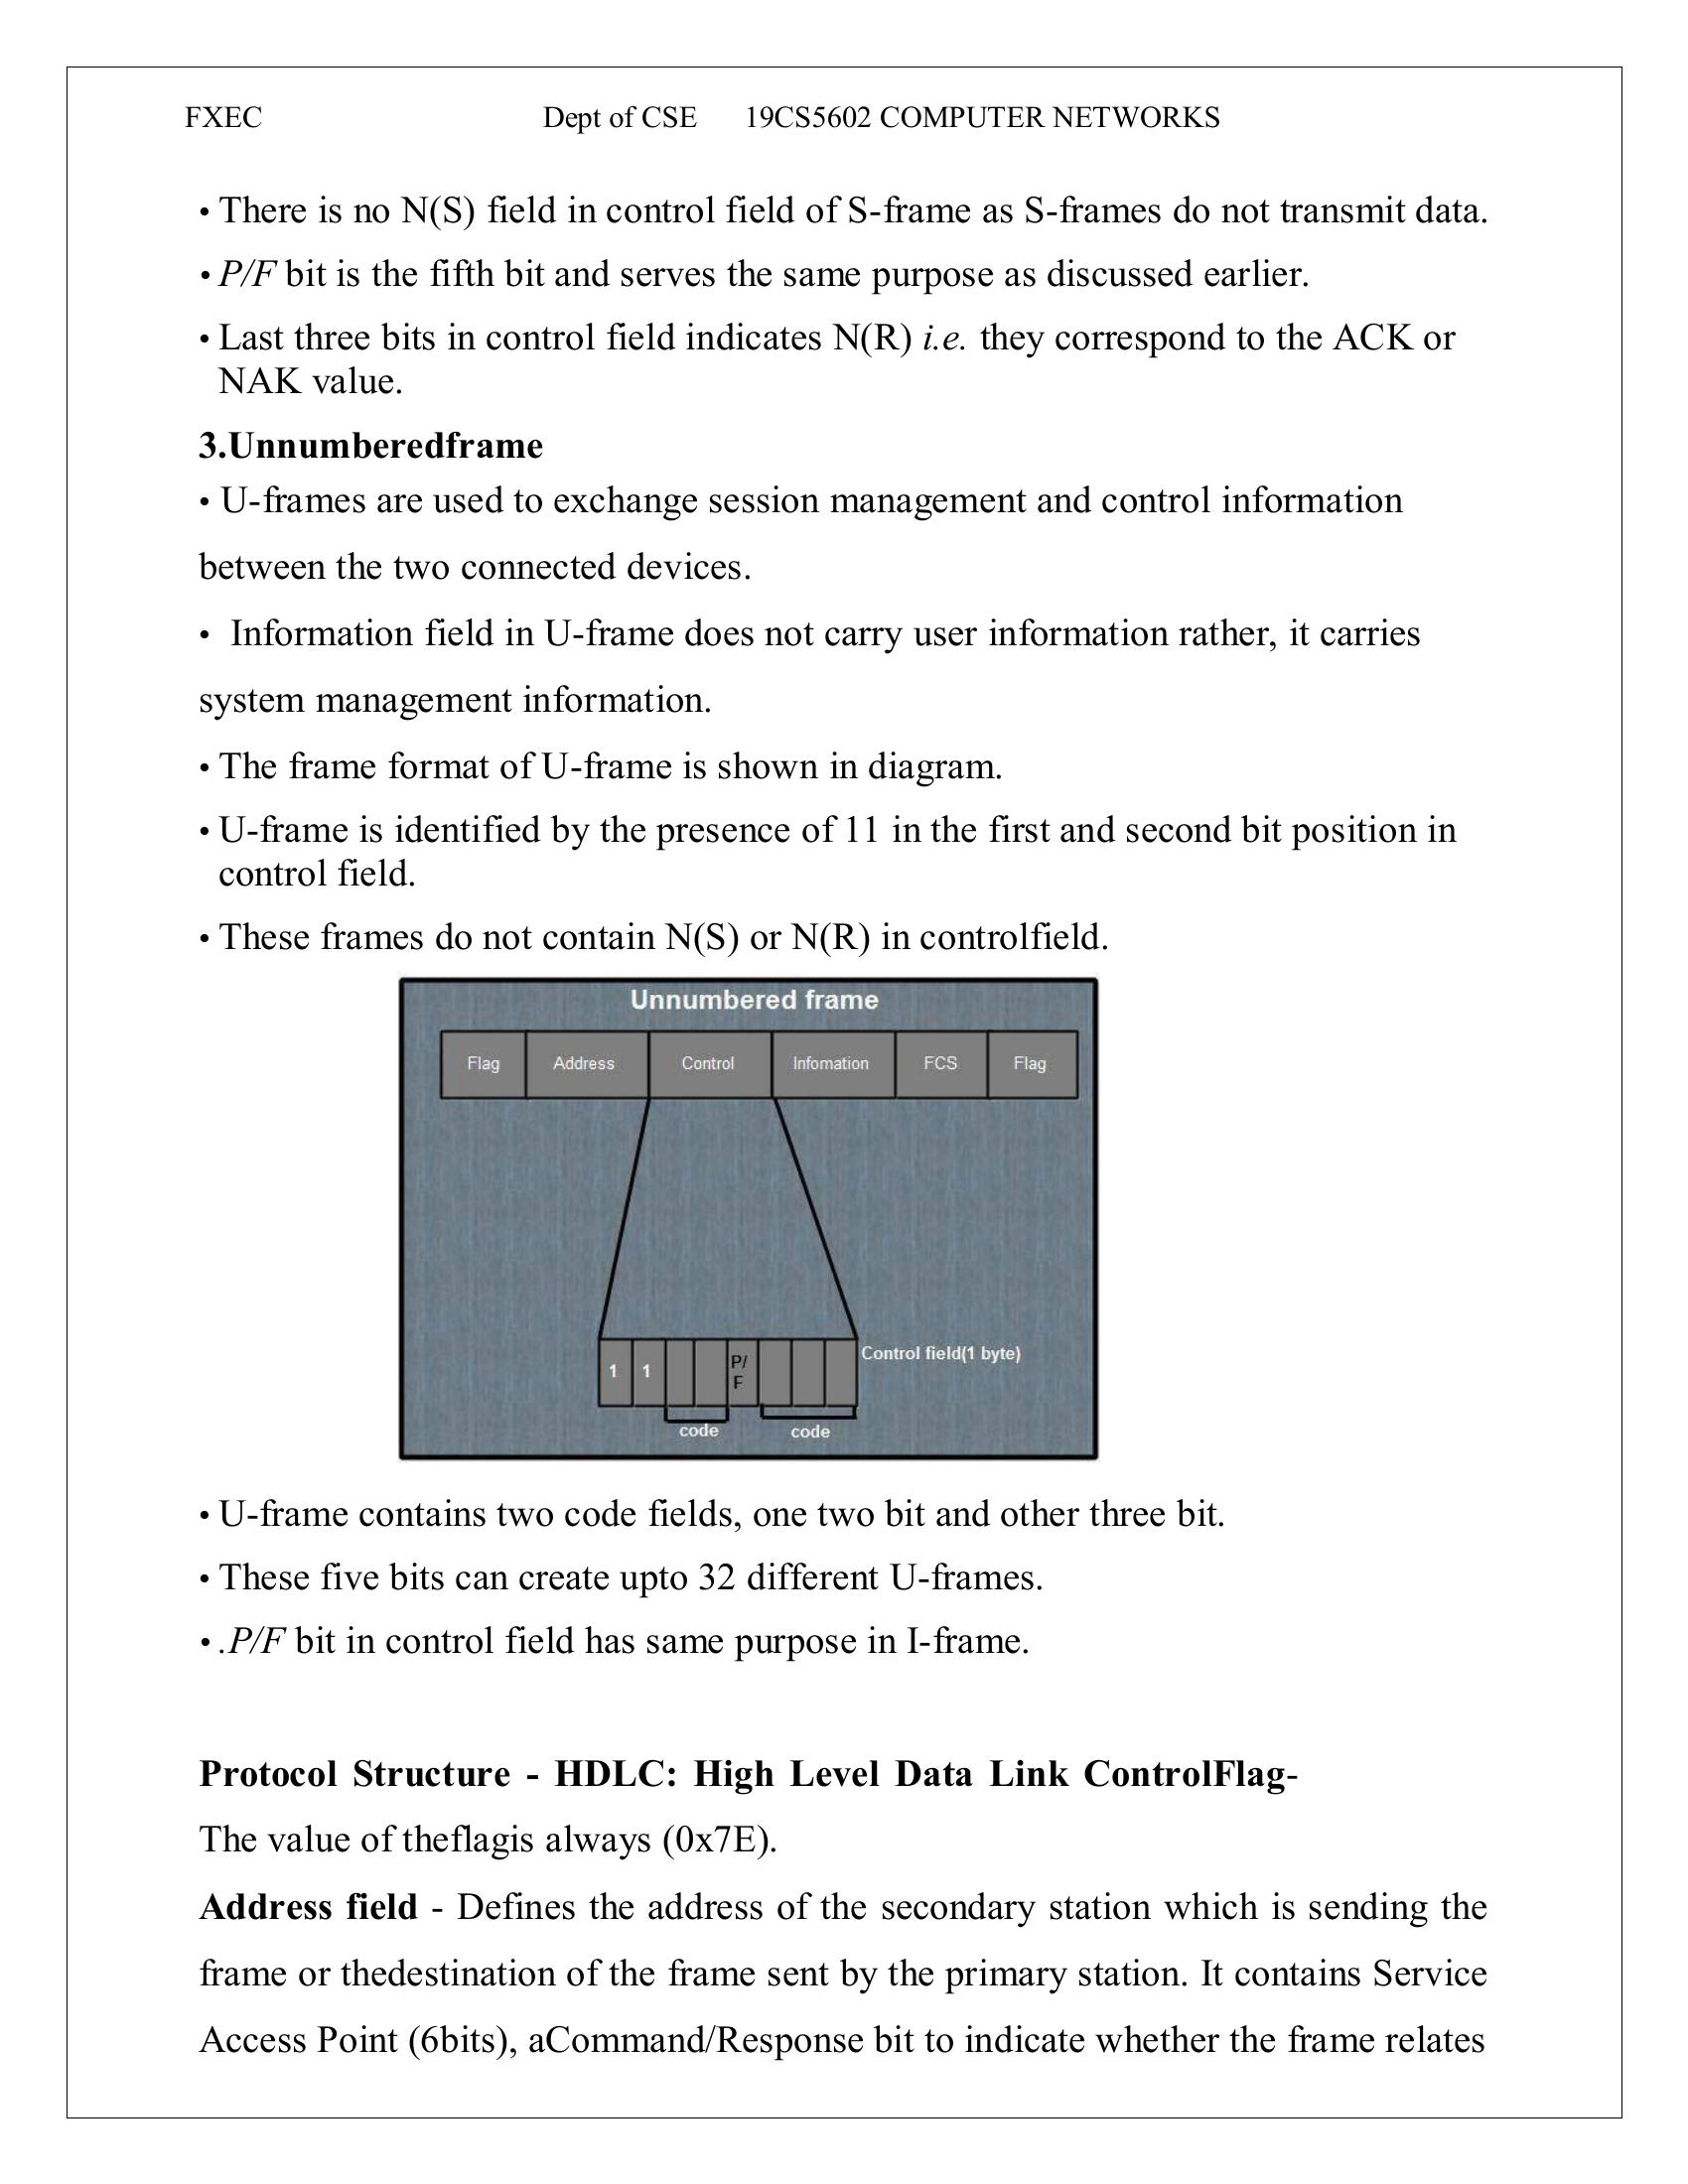 FXEC Dept of CSE 19CS5602 COMPUTER NETWORKS
• There is no N(S) field in control field of S-frame as S-frames do not transmit data.
• P/F bit is the fifth bit and serves the same purpose as discussed earlier.
• Last three bits in control field indicates N(R) i.e. they correspond to the ACK or
NAK value.
3.Unnumberedframe
• U-frames are used to exchange session management and control information
between the two connected devices.
• Information field in U-frame does not carry user information rather, it carries
system management information.
• The frame format of U-frame is shown in diagram.
• U-frame is identified by the presence of 11 in the first and second bit position in
control field.
• These frames do not contain N(S) or N(R) in controlfield.
Unnumbered frame
Flag Address Control Infomation FCS Flag
1 1 P/
F
Control field(1 byte)
code code
• U-frame contains two code fields, one two bit and other three bit.
• These five bits can create upto 32 different U-frames.
• .P/F bit in control field has same purpose in I-frame.
Protocol Structure - HDLC: High Level Data Link ControlFlag-
The value of theflagis always (0x7E).
Address field - Defines the address of the secondary station which is sending the
frame or thedestination of the frame sent by the primary station. It contains Service
Access Point (6bits), aCommand/Response bit to indicate whether the frame relates